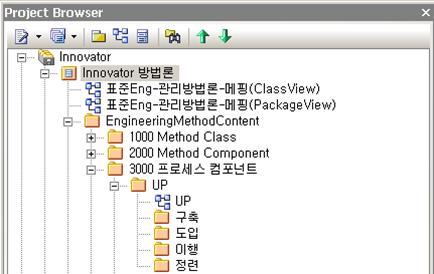 Project Browser
Innovator
Innovator 방법론
표준Eng-관리방법론-메핑(ClassView)
표준Eng-관리방법론-메핑(PackageView)
EngineeringMethodContent
1000 Method Class
2000 Method Component
3000 프로세스 컴포넌트
UP
UP
구축
도입
이행
정련